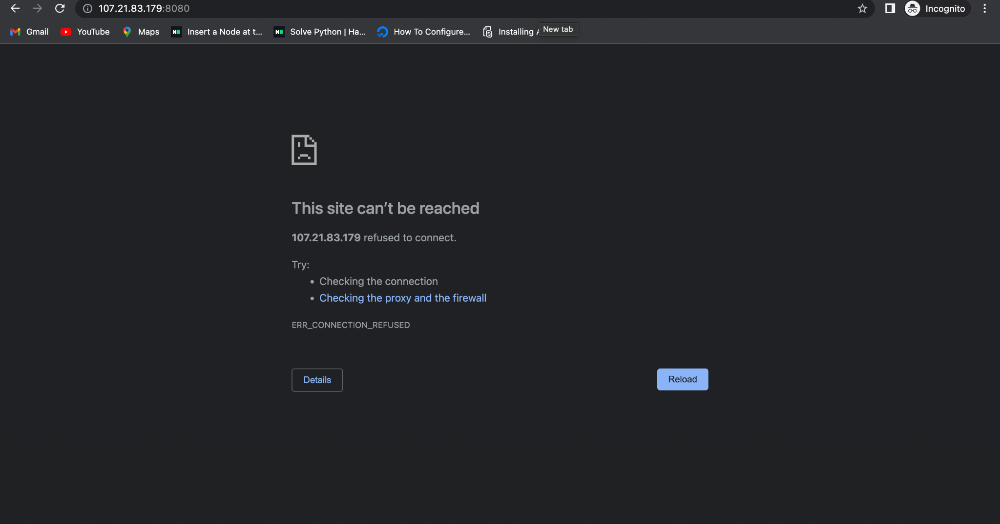 107.21.83.179:8080
Incognito
Gmail YouTube Maps Insert a Node at t... Solve Python | Ha... How To Configure... Installing New tab
This site can’t be reached
107.21.83.179 refused to connect.
Try:
• Checking the connection
• Checking the proxy and the firewall
ERR_CONNECTION_REFUSED
Details Reload